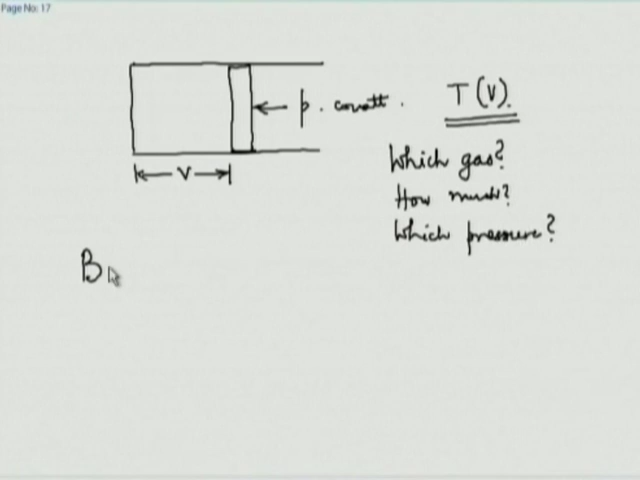 Page No: 17
p. constt.
T(V).
V
Which gas?
How much?
Which pressure?
B